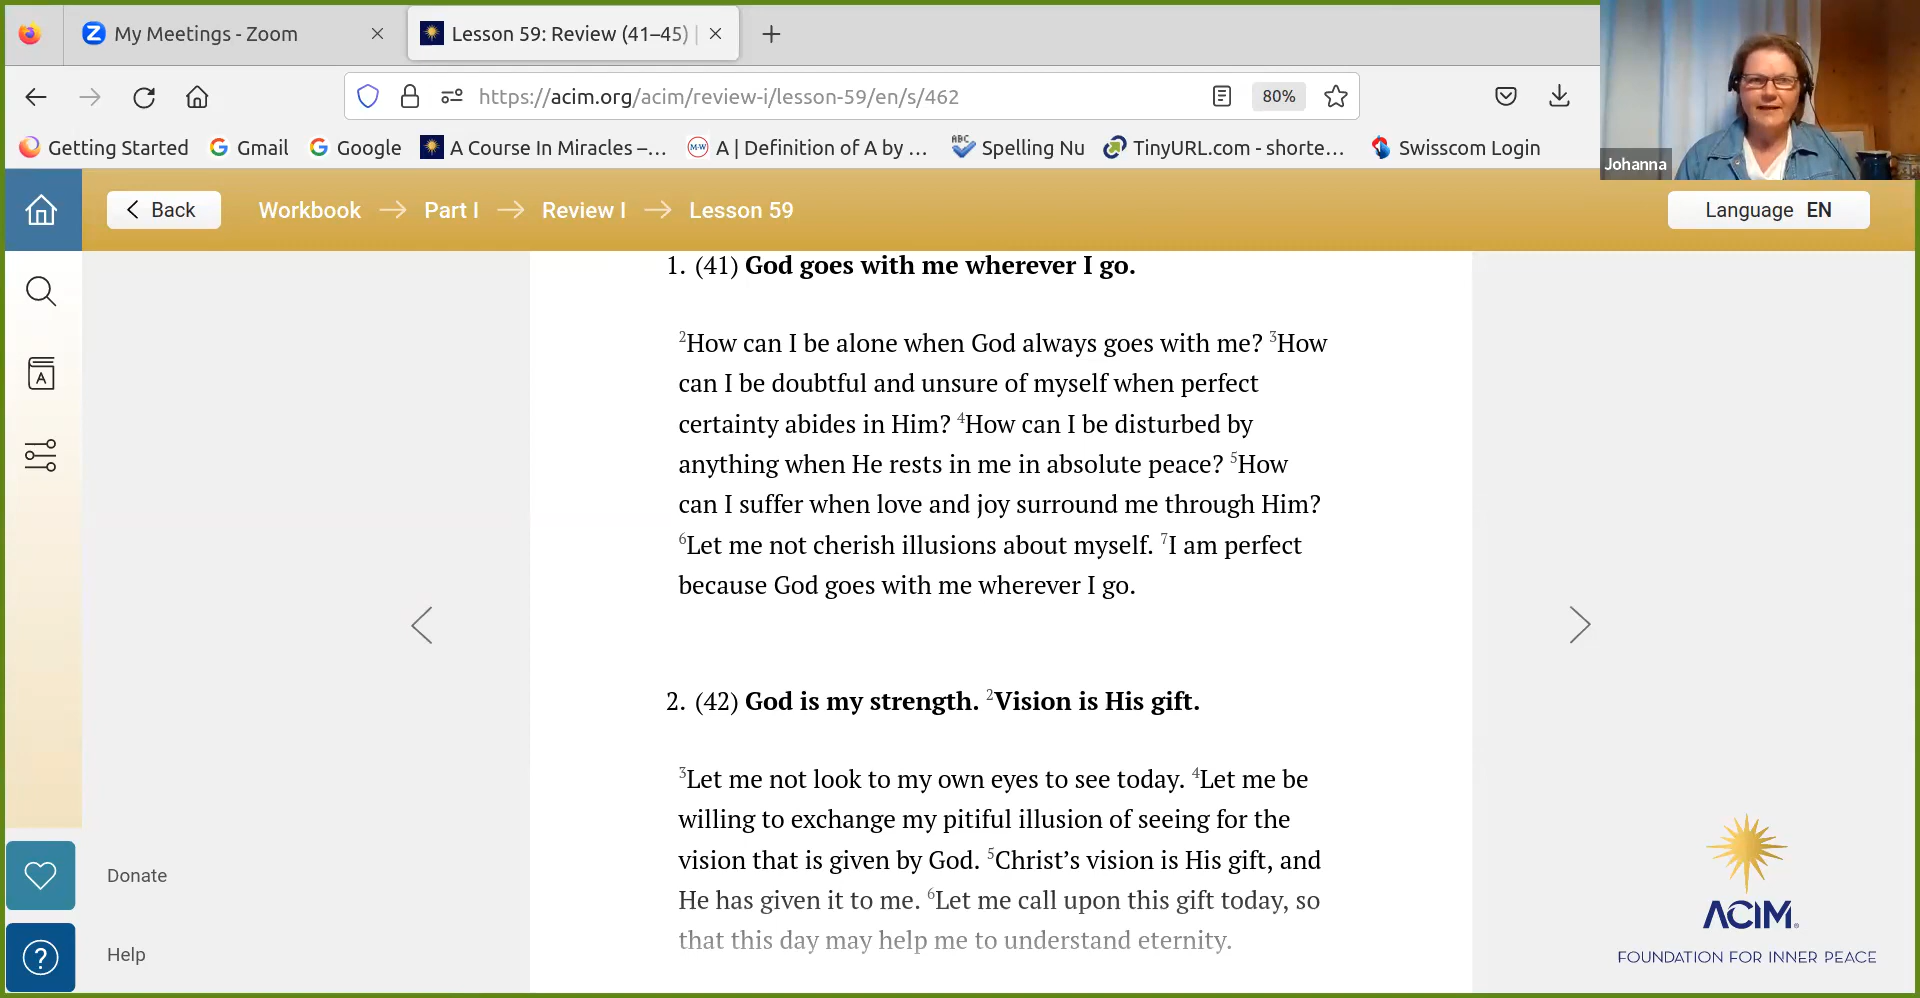 My Meetings - Zoom
Lesson 59: Review (41–45) |
https://acim.org/acim/review-i/lesson-59/en/s/462
80%
Getting Started
Gmail
Google
A Course In Miracles –...
M-W
A | Definition of A by ...
ABC
Spelling Nu
TinyURL.com - shorte...
Swisscom Login
Johanna
Back
Workbook → Part I → Review I → Lesson 59
Language EN
1. (41) God goes with me wherever I go.
2How can I be alone when God always goes with me? 3How
can I be doubtful and unsure of myself when perfect
certainty abides in Him? 4How can I be disturbed by
anything when He rests in me in absolute peace? 5How
can I suffer when love and joy surround me through Him?
6Let me not cherish illusions about myself. 7I am perfect
because God goes with me wherever I go.
2. (42) God is my strength. 2Vision is His gift.
3Let me not look to my own eyes to see today. 4Let me be
willing to exchange my pitiful illusion of seeing for the
vision that is given by God. 5Christ’s vision is His gift, and
He has given it to me. 6Let me call upon this gift today, so
that this day may help me to understand eternity.
A
Donate
Help
ACIM®
FOUNDATION FOR INNER PEACE